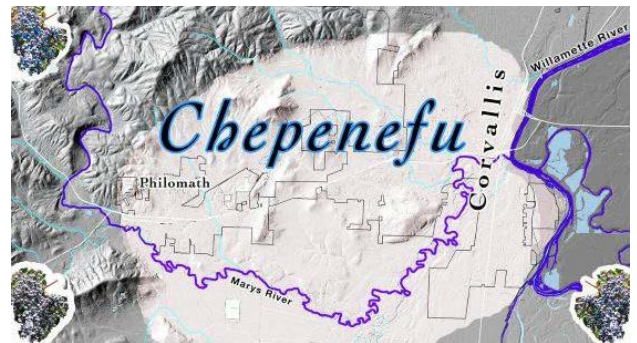 Willamette River
Chepenefu
Corvallis
Philomath
Marys River